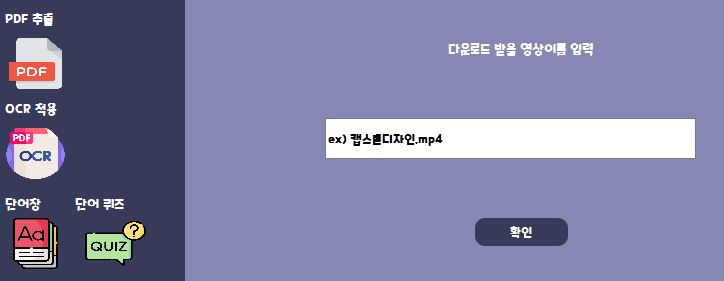 PDF 추출
PDF
OCR 적용
PDF
OCR
단어장
단어 퀴즈
Aa
QUIZ
?
다운로드 받을 영상이름 입력
ex) 캡스톤디자인.mp4
확인